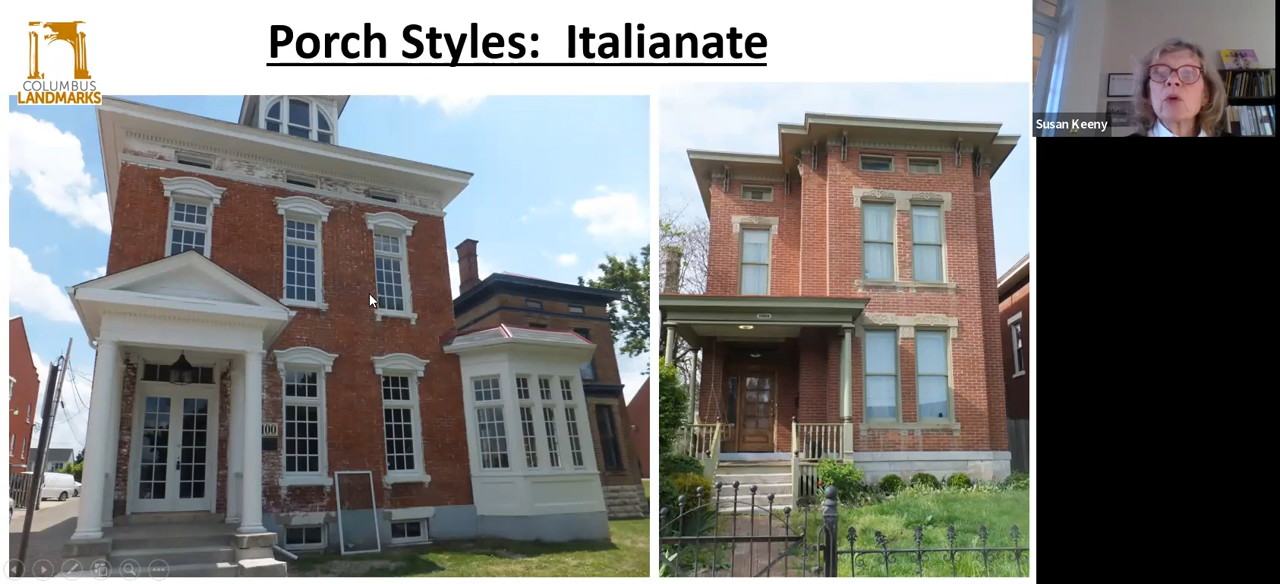 Porch Styles:  Italianate
COLUMBUS
LANDMARKS
Susan Keeny
100